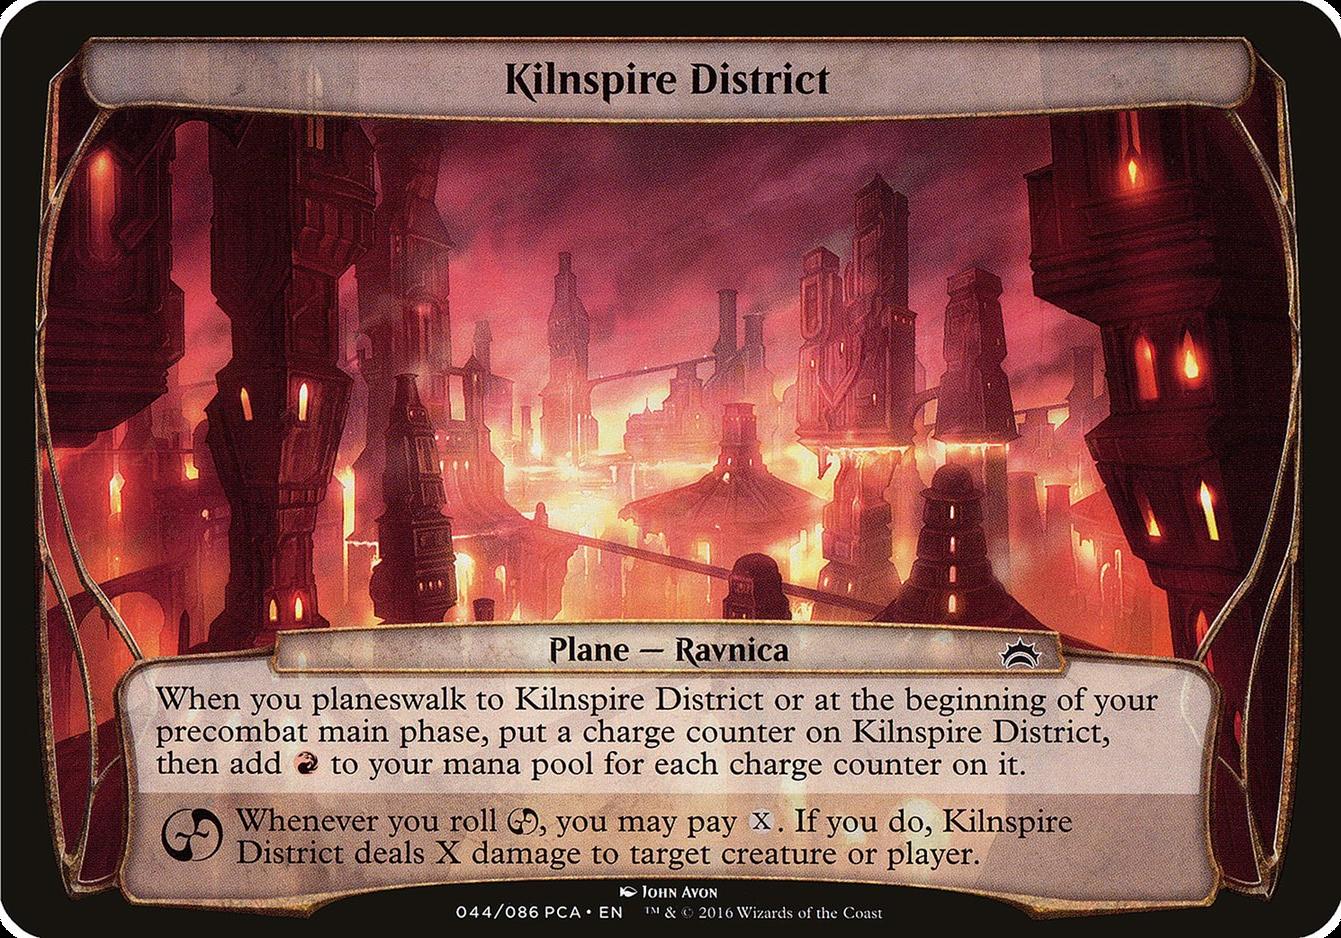 Kilnspire District
Plane — Ravnica
When you planeswalk to Kilnspire District or at the beginning of your
precombat main phase, put a charge counter on Kilnspire District,
then add to your mana pool for each charge counter on it.
Whenever you roll , you may pay X. If you do, Kilnspire
District deals X damage to target creature or player.
John Avon
044/086 PCA • EN ™ & © 2016 Wizards of the Coast